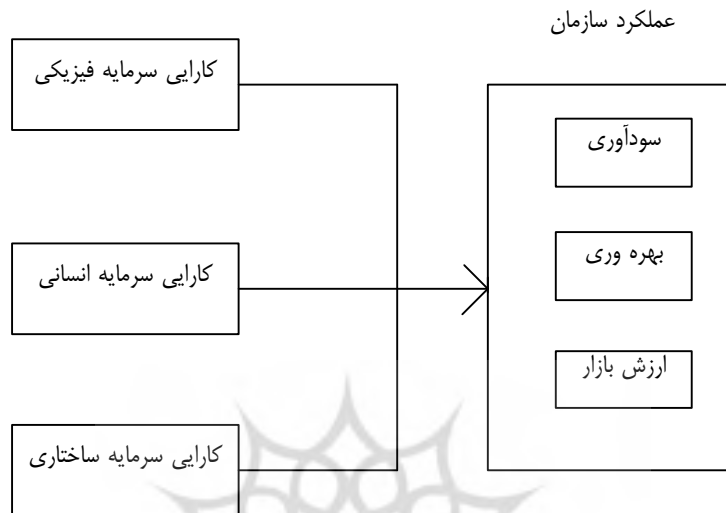 عملکرد سازمان
کارایی سرمایه فیزیکی
سودآوری
کارایی سرمایه انسانی
بهره وری
ارزش بازار
کارایی سرمایه ساختاری